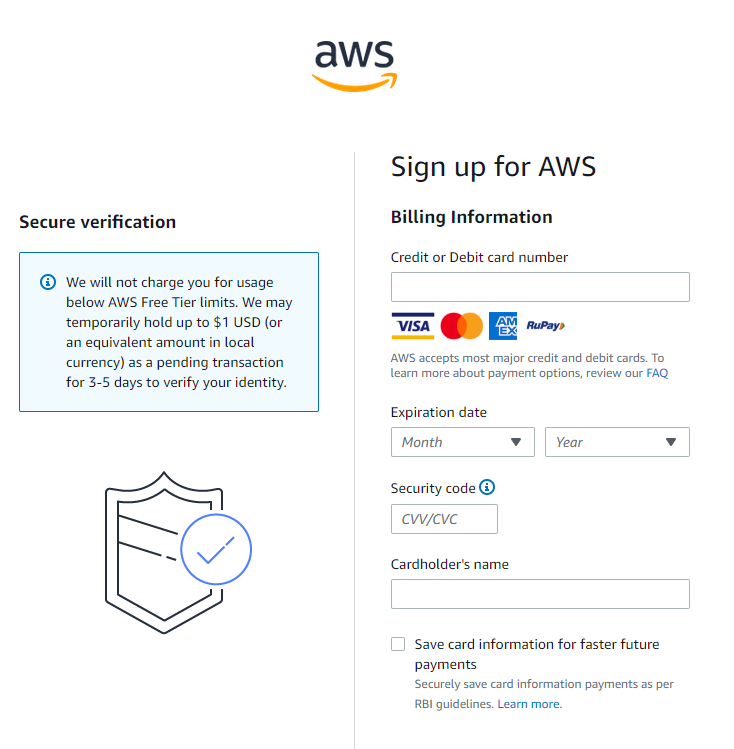 aws
Secure verification
We will not charge you for usage
below AWS Free Tier limits. We may
temporarily hold up to $1 USD (or
an equivalent amount in local
currency) as a pending transaction
for 3-5 days to verify your identity.
Sign up for AWS
Billing Information
Credit or Debit card number
VISA AM EX RuPay
AWS accepts most major credit and debit cards. To
learn more about payment options, review our FAQ
Expiration date
Month Year
Security code
CVV/CVC
Cardholder's name
Save card information for faster future
payments
Securely save card information payments as per
RBI guidelines. Learn more.